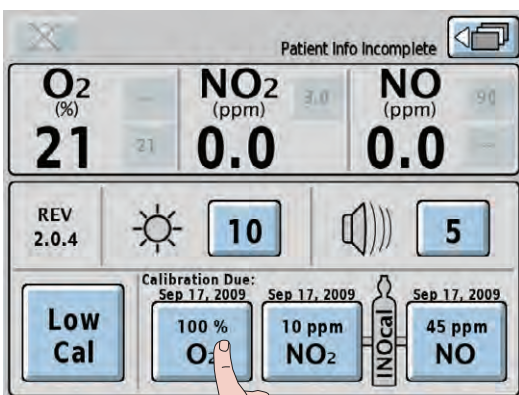 Patient Info Incomplete
O2 NO2 NO
(%) (ppm) (ppm)
21 0.0 0.0
-- 3.0 90
21 --
REV
2.0.4
10 5
Calibration Due:
Sep 17, 2009 Sep 17, 2009 Sep 17, 2009
Low
Cal
100 %
O2
10 ppm
NO2
INOcal
45 ppm
NO